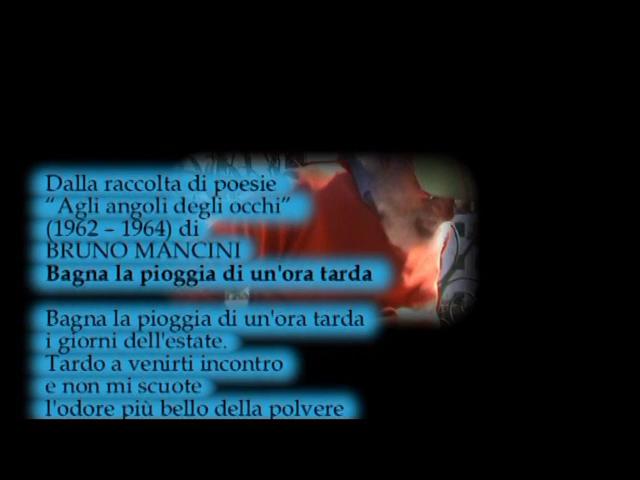 Dalla raccolta di poesie
“Agli angoli degli occhi”
(1962 – 1964) di
BRUNO MANCINI
Bagna la pioggia di un'ora tarda
Bagna la pioggia di un'ora tarda
i giorni dell'estate.
Tardo a venirti incontro
e non mi scuote
l'odore più bello della polvere